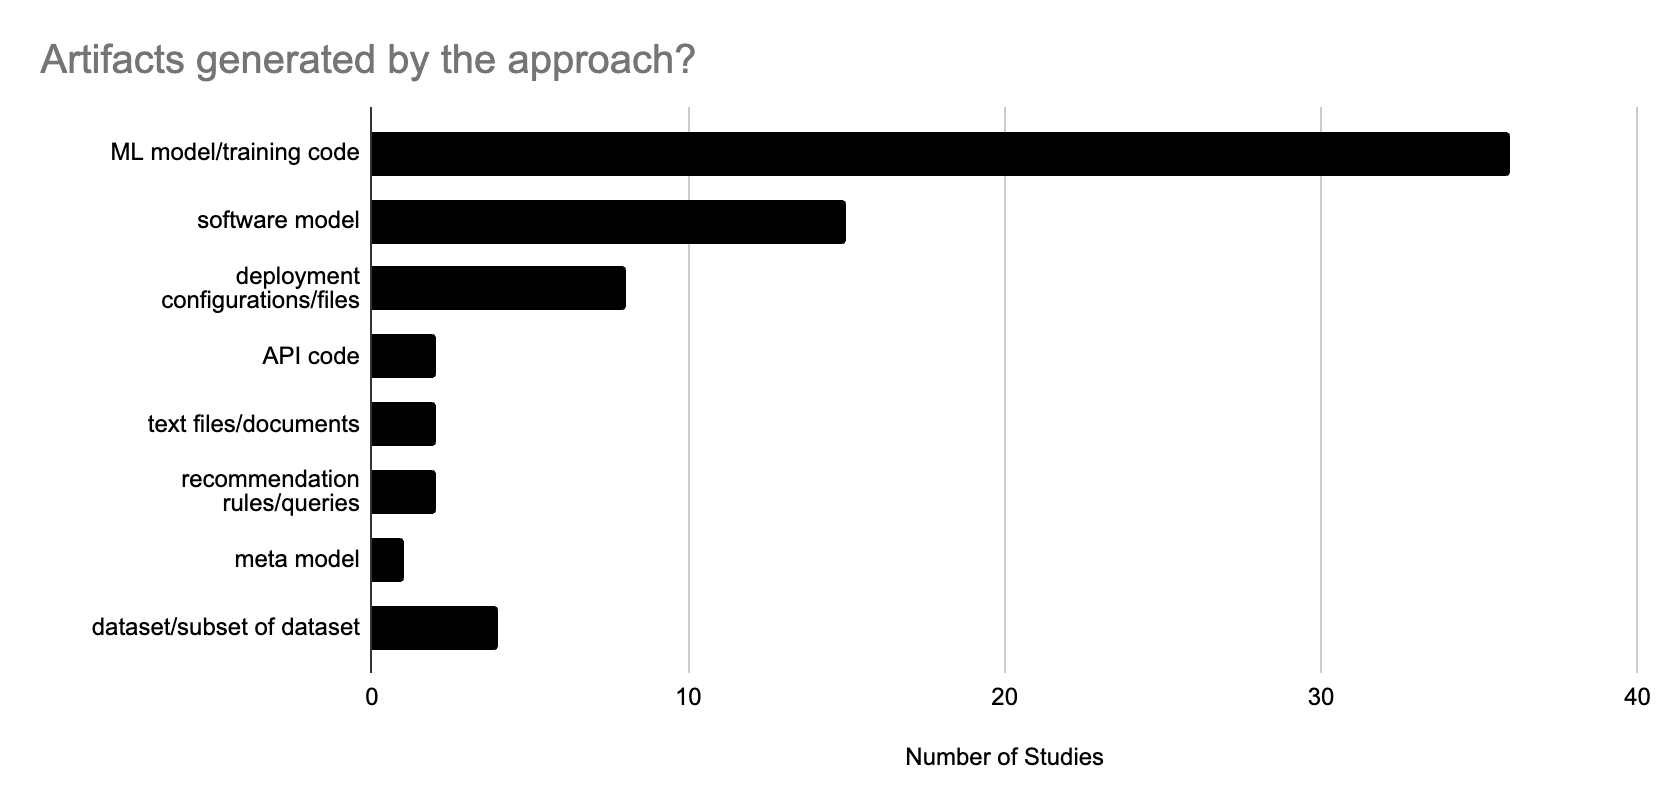 Artifacts generated by the approach?
ML model/training code
software model
deployment
configurations/files
API code
text files/documents
recommendation
rules/queries
meta model
dataset/subset of dataset
0
10
20
30
40
Number of Studies